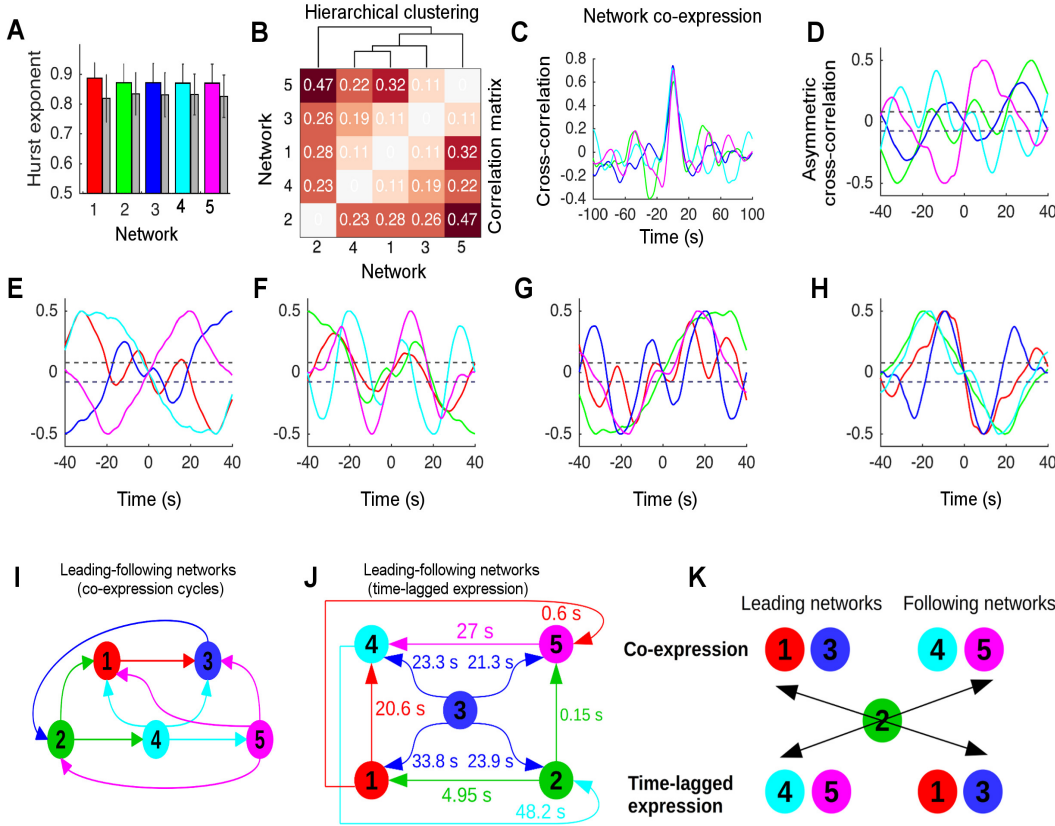 Hierarchical clustering
Network co-expression
A
B
C
D
Hurst exponent
0.9
0.8
0.7
0.6
0.5
1 2 3 4 5
Network
Network
5 0.47 0.22 0.32 0.11 0
3 0.26 0.19 0.11 0 0.11
1 0.28 0.11 0 0.11 0.32
4 0.23 0 0.11 0.19 0.22
2 0 0.23 0.28 0.26 0.47
2 4 1 3 5
Network
Correlation matrix
Cross-correlation
0.8
0.6
0.4
0.2
0
-0.2
-0.4
-100 -60 -20 0 20 60 100
Time (s)
Asymmetric
cross-correlation
0.5
0
-0.5
-40 -20 0 20 40
Time (s)
E
F
G
H
0.5
0
-0.5
-40 -20 0 20 40
Time (s)
0.5
0
-0.5
-40 -20 0 20 40
Time (s)
0.5
0
-0.5
-40 -20 0 20 40
Time (s)
0.5
0
-0.5
-40 -20 0 20 40
Time (s)
I
Leading-following networks
(co-expression cycles)
1 3
2 4 5
J
Leading-following networks
(time-lagged expression)
0.6 s
4 27 s 5
23.3 s 21.3 s
20.6 s 3 0.15 s
33.8 s 23.9 s
1 4.95 s 2
48.2 s
K
Leading networks Following networks
Co-expression 1 3 4 5
2
Time-lagged
expression
4 5 1 3